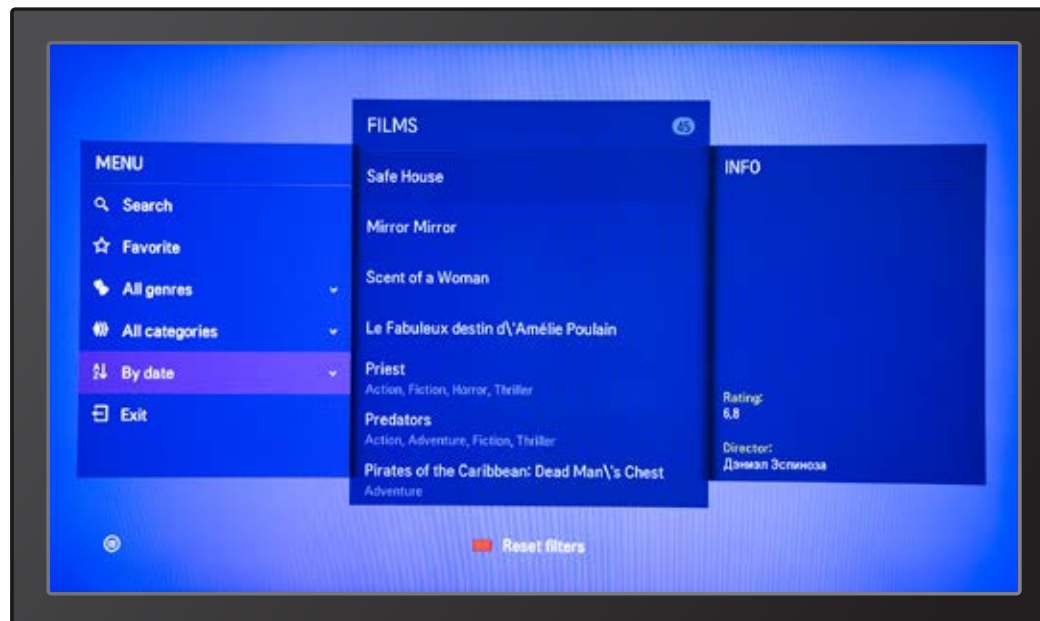 MENU
Search
Favorite
All genres
All categories
By date
Exit
FILMS 45
Safe House
Mirror Mirror
Scent of a Woman
Le Fabuleux destin d\'Amélie Poulain
Priest
Action, Fiction, Horror, Thriller
Predators
Action, Adventure, Fiction, Thriller
Pirates of the Caribbean: Dead Man\'s Chest
Adventure
INFO
Rating:
6,8
Director:
Дэниэл Эспиноза
Reset filters